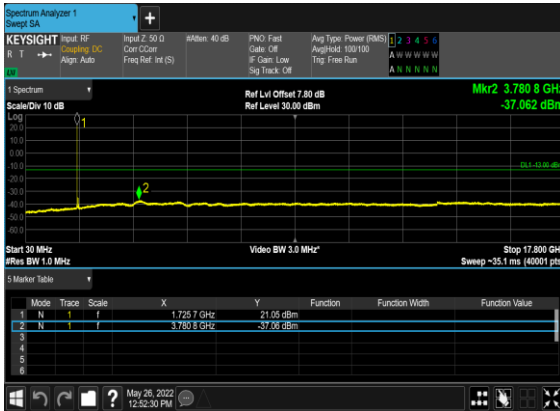 Spectrum Analyzer 1
Swept SA
+
KEYSIGHT Input: RF Input Z: 50 Ω #Atten: 40 dB PNO: Fast Avg Type: Power (RMS) 1 2 3 4 5 6
R T Coupling: DC Corr CCorr Gate: Off Avg|Hold: 100/100 A W W W W W
Align: Auto Freq Ref: Int (S) IF Gain: Low Trig: Free Run
Sig Track: Off A N N N N N
1 Spectrum Ref Lvl Offset 7.80 dB Mkr2 3.780 8 GHz
Scale/Div 10 dB Ref Level 30.00 dBm -37.062 dBm
Log
20.0
10.0
0.00
-10.0
DL1 -13.00 dBm
-20.0
-30.0
-40.0
-50.0
-60.0
1
2
Start 30 MHz Video BW 3.0 MHz* Stop 17.800 GHz
#Res BW 1.0 MHz Sweep ~35.1 ms (40001 pts)
5 Marker Table
Mode Trace Scale X Y Function Function Width Function Value
1 N 1 f 1.725 7 GHz 21.05 dBm
2 N 1 f 3.780 8 GHz -37.06 dBm
3
4
5
6
? May 26, 2022
12:52:30 PM